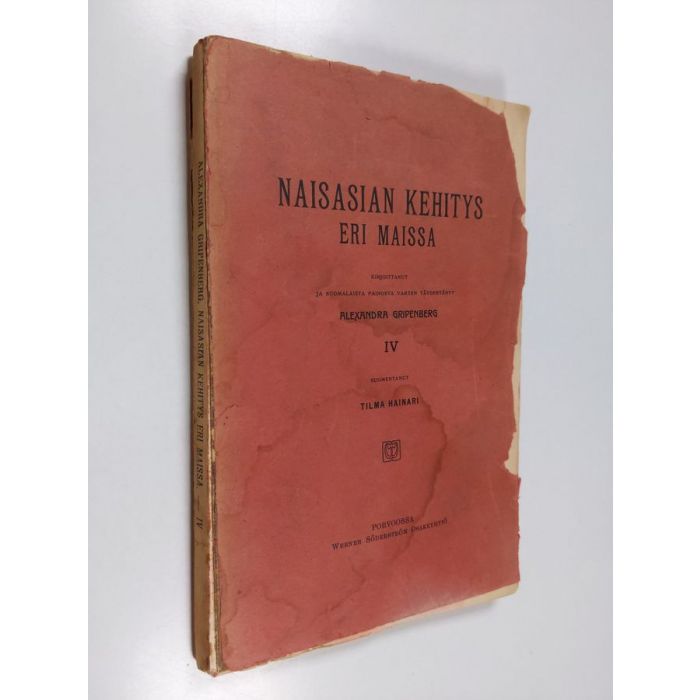 NAISASIAN KEHITYS
ERI MAISSA
KIRJOITTANUT
JA SUOMALAISTA PAINOSTA VARTEN TÄYDENTÄNYT
ALEXANDRA GRIPENBERG
IV
SUOMENTANUT
TILMA HAINARI
PORVOOSSA
WERNER SÖDERSTRÖM OSAKEYHTIÖ
ALEXANDRA GRIPENBERG, NAISASIAN KEHITYS ERI MAISSA. — IV